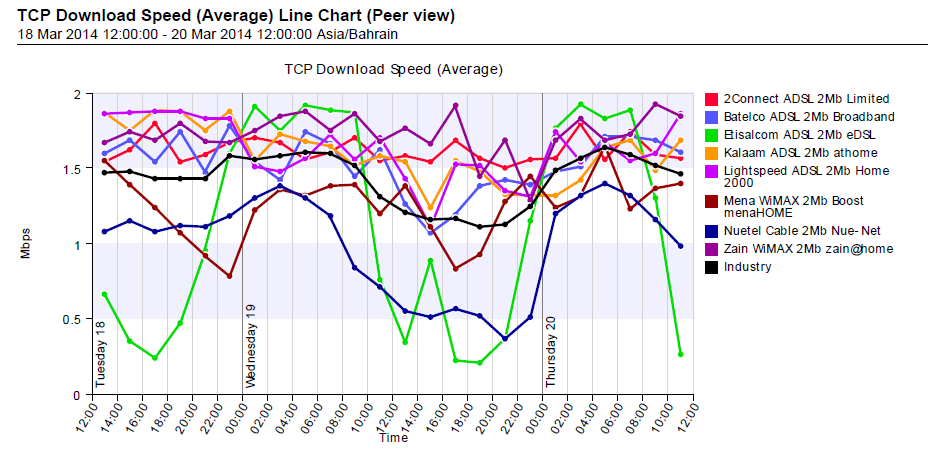 TCP Download Speed (Average) Line Chart (Peer view)
18 Mar 2014 12:00:00 - 20 Mar 2014 12:00:00 Asia/Bahrain
TCP Download Speed (Average)
2
1.5
1
0.5
0
Mbps
Tuesday 18
Wednesday 19
Thursday 20
12:00
14:00
16:00
18:00
20:00
22:00
00:00
02:00
04:00
06:00
08:00
10:00
12:00
14:00
16:00
18:00
20:00
22:00
00:00
02:00
04:00
06:00
08:00
10:00
12:00
Time
2Connect ADSL 2Mb Limited
Batelco ADSL 2Mb Broadband
Etisalcom ADSL 2Mb eDSL
Kalaam ADSL 2Mb athome
Lightspeed ADSL 2Mb Home
2000
Mena WiMAX 2Mb Boost
menaHOME
Nuetel Cable 2Mb Nue- Net
Zain WiMAX 2Mb zain@home
Industry